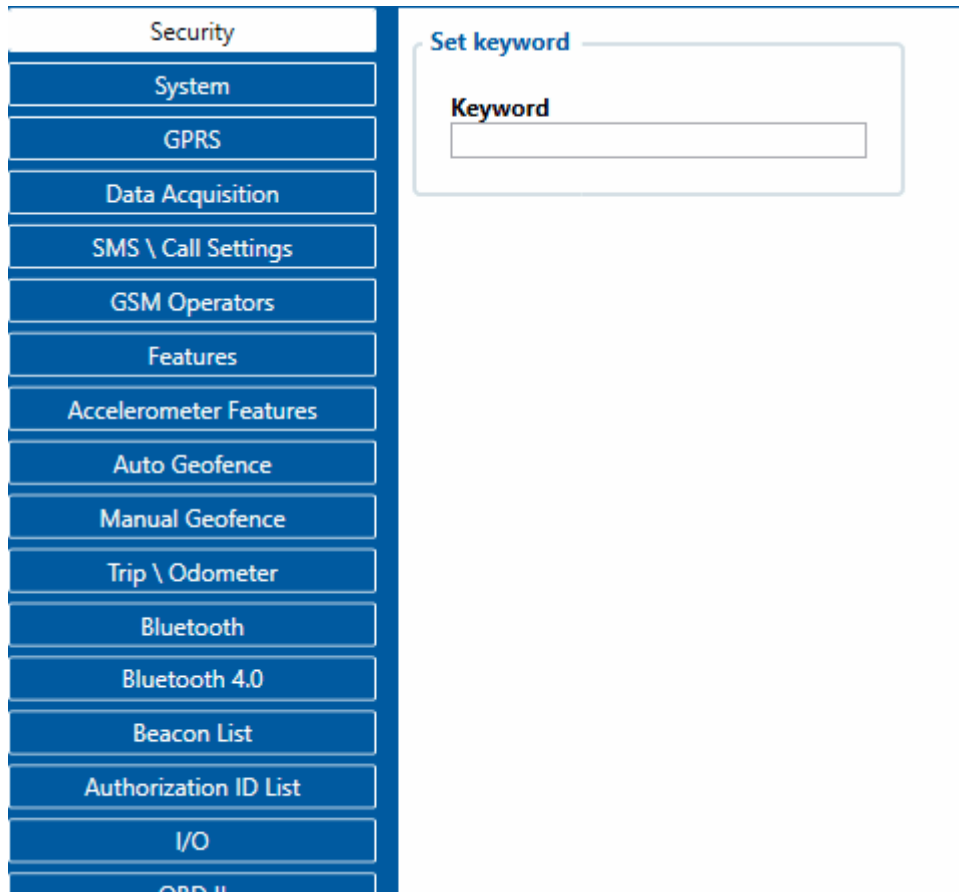 Security
System
GPRS
Data Acquisition
SMS \ Call Settings
GSM Operators
Features
Accelerometer Features
Auto Geofence
Manual Geofence
Trip \ Odometer
Bluetooth
Bluetooth 4.0
Beacon List
Authorization ID List
I/O
Set keyword
Keyword